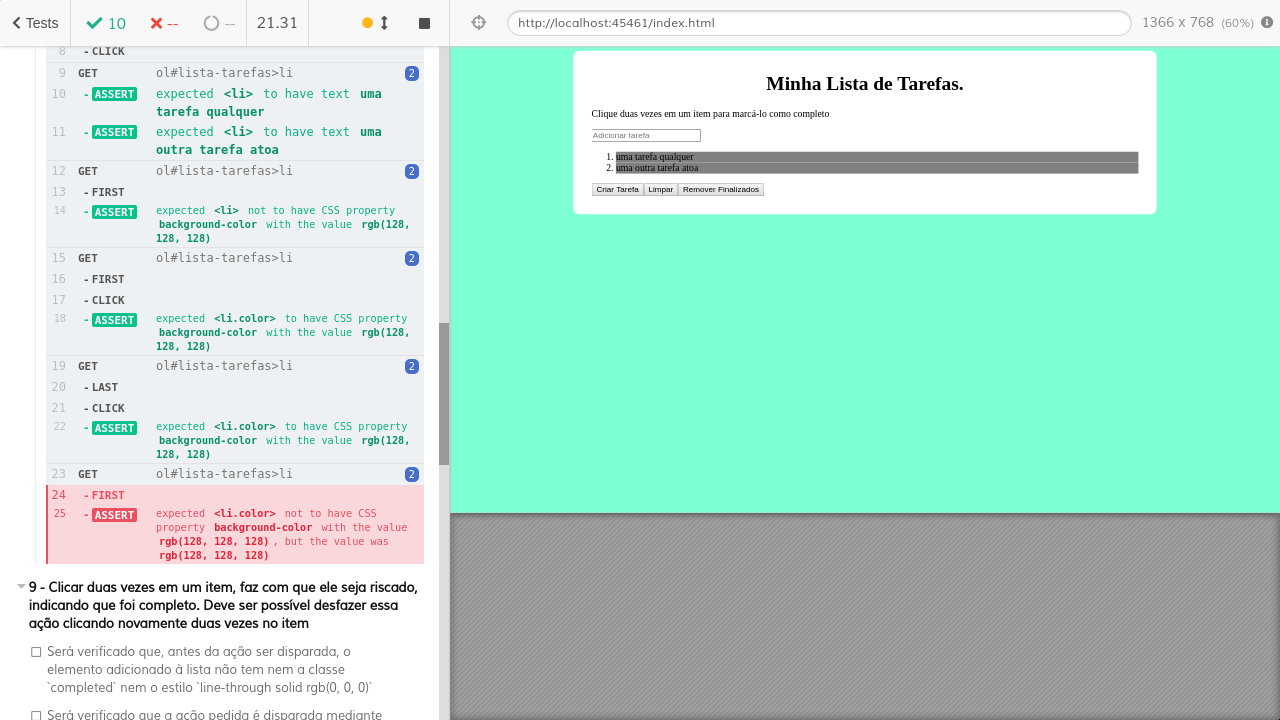 Tests 10 -- -- 21.31
http://localhost:45461/index.html 1366 x 768 (60%)
8 - CLICK
9 GET ol#lista-tarefas>li 2
10 - ASSERT expected <li> to have text uma
tarefa qualquer
11 - ASSERT expected <li> to have text uma
outra tarefa atoa
12 GET ol#lista-tarefas>li 2
13 - FIRST
14 - ASSERT expected <li> not to have CSS property
background-color with the value rgb(128,
128, 128)
15 GET ol#lista-tarefas>li 2
16 - FIRST
17 - CLICK
18 - ASSERT expected <li.color> to have CSS property
background-color with the value rgb(128,
128, 128)
19 GET ol#lista-tarefas>li 2
20 - LAST
21 - CLICK
22 - ASSERT expected <li.color> to have CSS property
background-color with the value rgb(128,
128, 128)
23 GET ol#lista-tarefas>li 2
24 - FIRST
25 - ASSERT expected <li.color> not to have CSS
property background-color with the value
rgb(128, 128, 128), but the value was
rgb(128, 128, 128)
9 - Clicar duas vezes em um item, faz com que ele seja riscado,
indicando que foi completo. Deve ser possível desfazer essa
ação clicando novamente duas vezes no item
Será verificado que, antes da ação ser disparada, o
elemento adicionado à lista não tem nem a classe
`completed` nem o estilo `line-through solid rgb(0, 0, 0)`
Será verificado que a ação pedida é disparada mediante
Minha Lista de Tarefas.
Clique duas vezes em um item para marcá-lo como completo
Adicionar tarefa
1. uma tarefa qualquer
2. uma outra tarefa atoa
Criar Tarefa Limpar Remover Finalizados